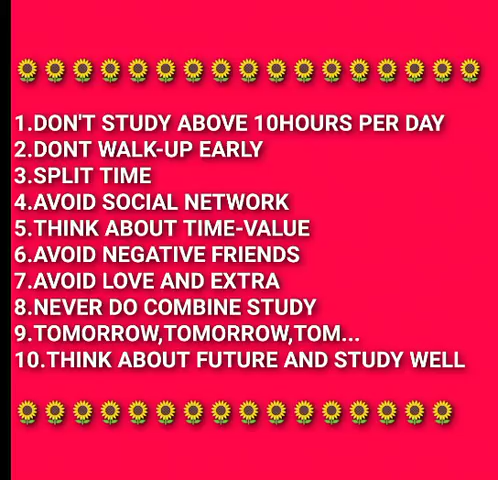 🌻🌻🌻🌻🌻🌻🌻🌻🌻🌻🌻🌻🌻🌻🌻🌻🌻
1.DON'T STUDY ABOVE 10HOURS PER DAY
2.DONT WALK-UP EARLY
3.SPLIT TIME
4.AVOID SOCIAL NETWORK
5.THINK ABOUT TIME-VALUE
6.AVOID NEGATIVE FRIENDS
7.AVOID LOVE AND EXTRA
8.NEVER DO COMBINE STUDY
9.TOMORROW,TOMORROW,TOM...
10.THINK ABOUT FUTURE AND STUDY WELL
🌻🌻🌻🌻🌻🌻🌻🌻🌻🌻🌻🌻🌻🌻🌻🌻